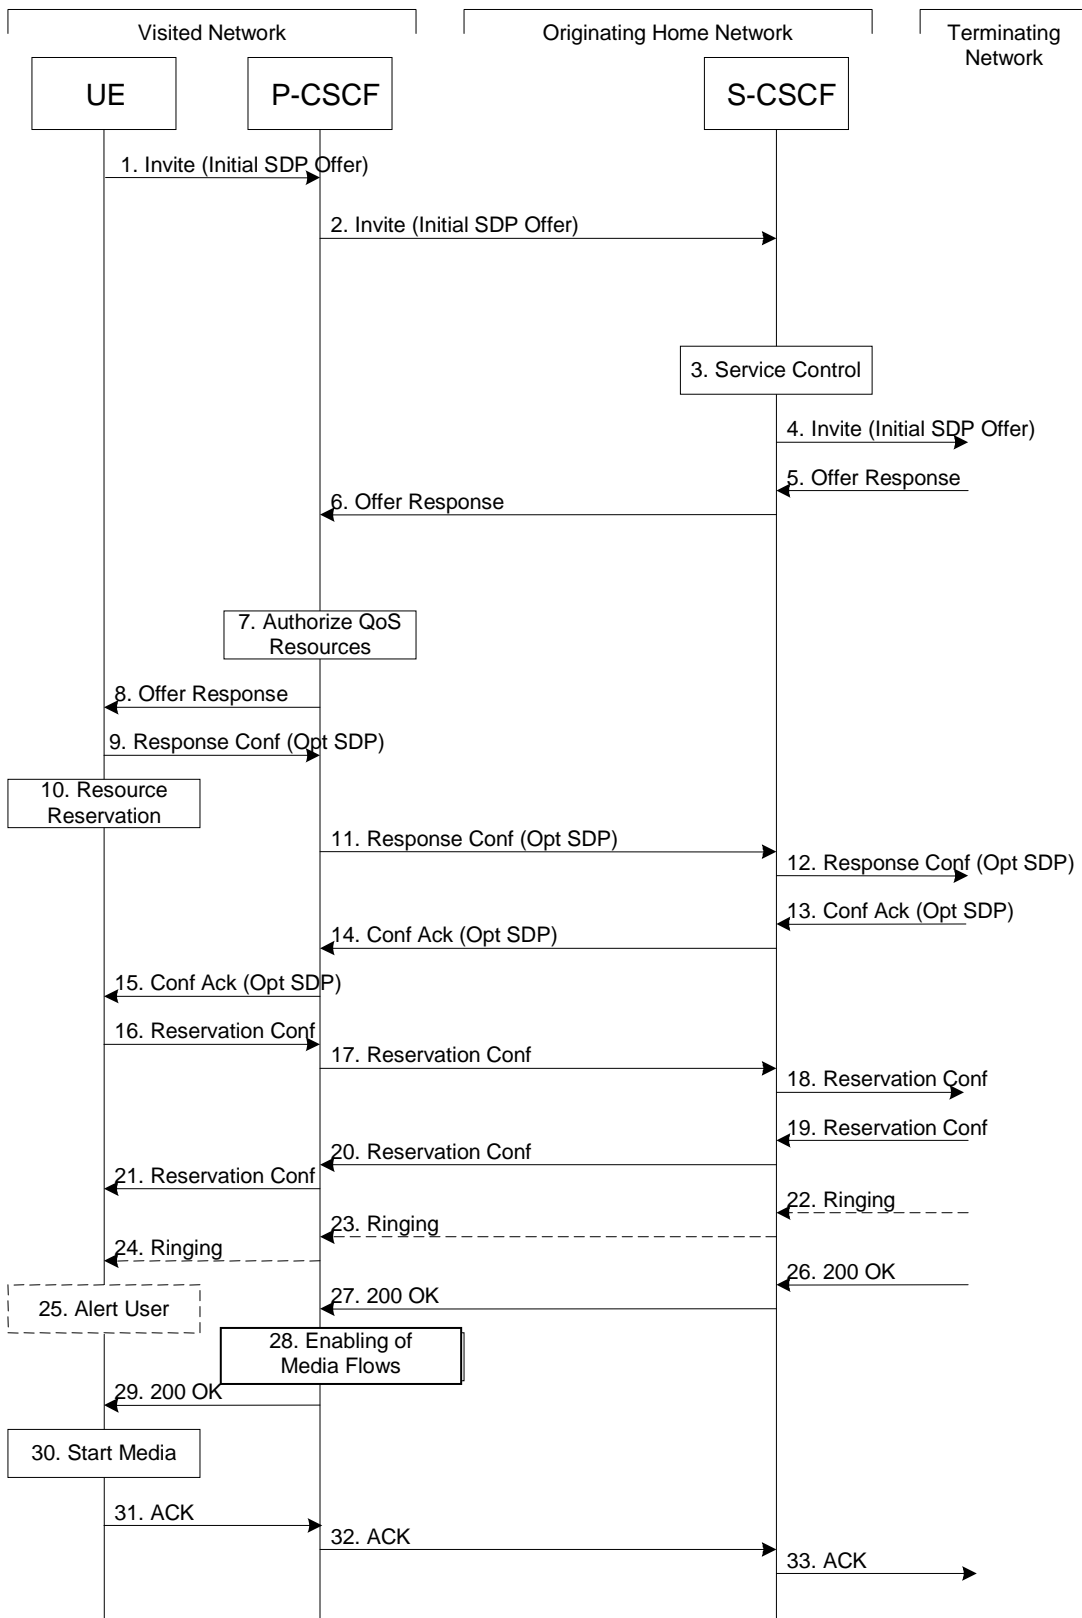 Visited Network
Originating Home Network
Terminating
Network
UE
P-CSCF
S-CSCF
1. Invite (Initial SDP Offer)
2. Invite (Initial SDP Offer)
3. Service Control
4. Invite (Initial SDP Offer)
5. Offer Response
6. Offer Response
7. Authorize QoS
Resources
8. Offer Response
9. Response Conf (Opt SDP)
10. Resource
Reservation
11. Response Conf (Opt SDP)
12. Response Conf (Opt SDP)
13. Conf Ack (Opt SDP)
14. Conf Ack (Opt SDP)
15. Conf Ack (Opt SDP)
16. Reservation Conf
17. Reservation Conf
18. Reservation Conf
19. Reservation Conf
20. Reservation Conf
21. Reservation Conf
22. Ringing
23. Ringing
24. Ringing
25. Alert User
26. 200 OK
27. 200 OK
28. Enabling of
Media Flows
29. 200 OK
30. Start Media
31. ACK
32. ACK
33. ACK